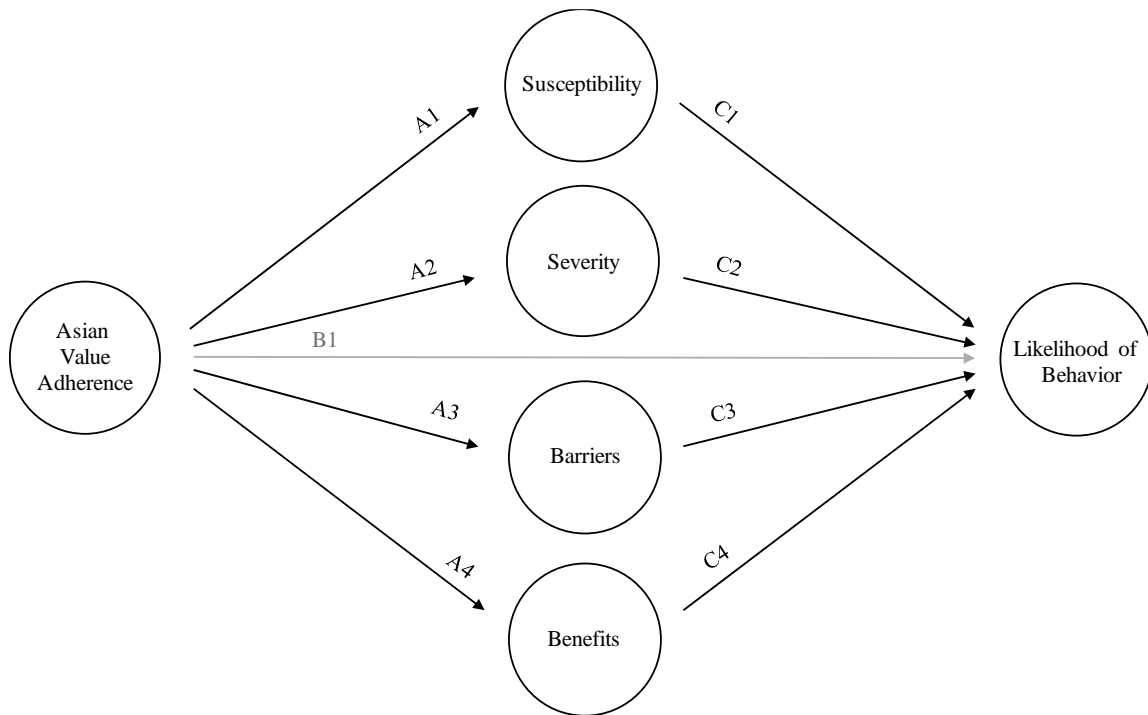 Susceptibility
A1
C1
Severity
A2
C2
Asian
Value
Adherence
B1
Likelihood of
Behavior
A3
C3
Barriers
A4
C4
Benefits